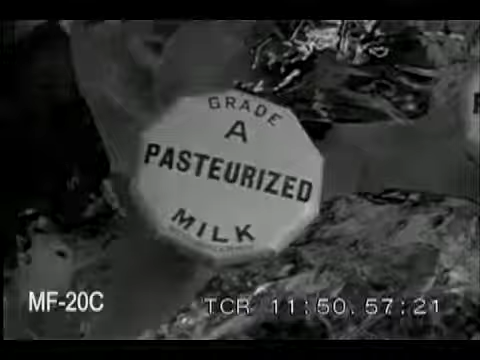 GRADE
A
PASTEURIZED
MILK
MF-20C
TCR 11:50.57:21